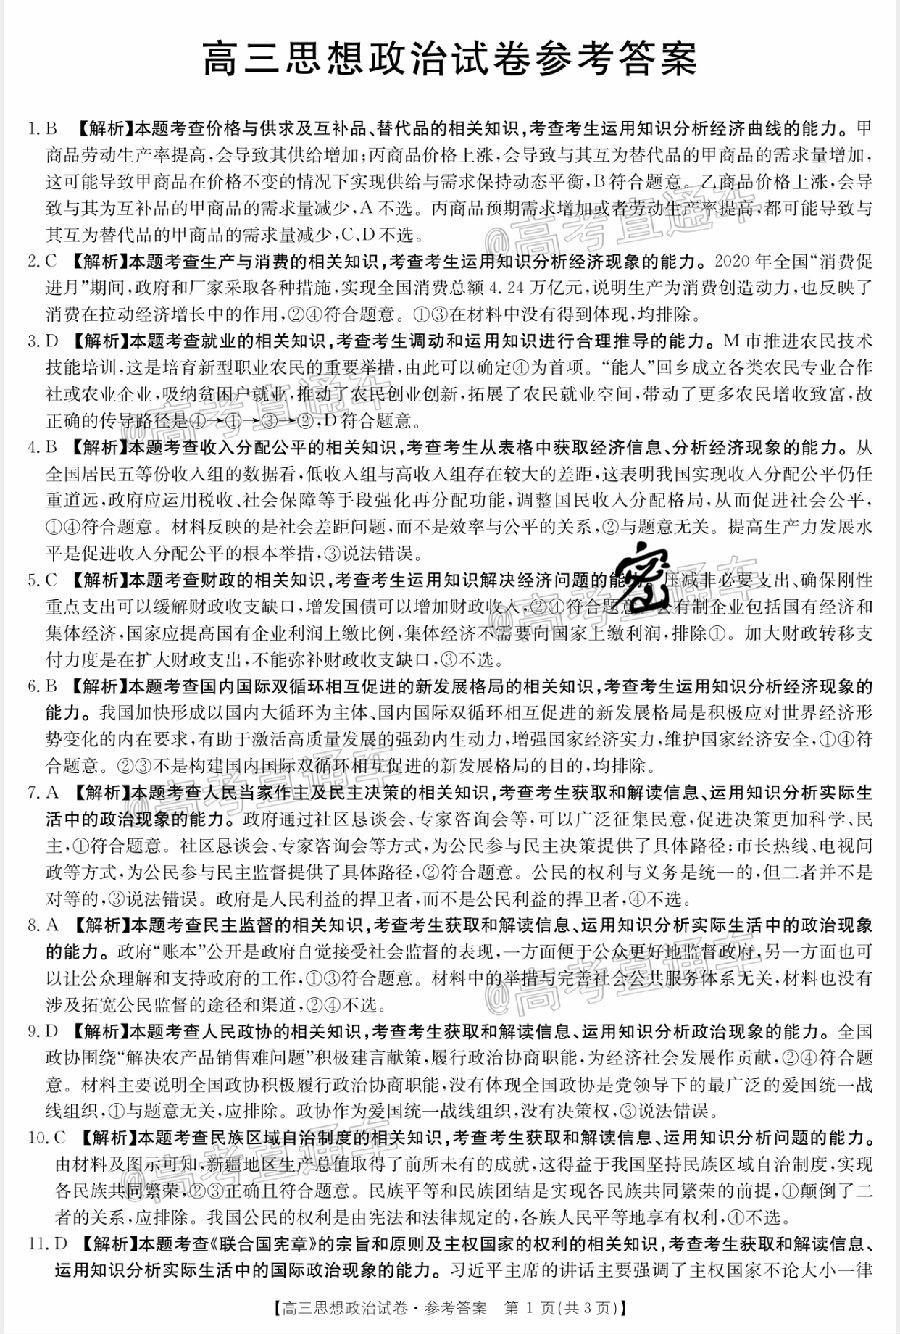 高三思想政治试卷参考答案
1. B 【解析】本题考查价格与供求及互补品、替代品的相关知识,考查考生运用知识分析经济曲线的能力。甲
商品劳动生产率提高,会导致其供给增加;丙商品价格上涨,会导致与其互为替代品的甲商品的需求量增加,
这可能导致甲商品在价格不变的情况下实现供给与需求保持动态平衡,B符合题意。乙商品价格上涨,会导
致与其为互补品的甲商品的需求量减少,A不选。丙商品预期需求增加或者劳动生产率提高,都可能导致与
其互为替代品的甲商品的需求量减少,C、D不选。
2. C 【解析】本题考查生产与消费的相关知识,考查考生运用知识分析经济现象的能力。2020年全国“消费促
进月”期间,政府和厂家采取各种措施,实现全国消费总额4.24万亿元,说明生产为消费创造动力,也反映了
消费在拉动经济增长中的作用,②④符合题意。①③在材料中没有得到体现,均排除。
3. D 【解析】本题考查就业的相关知识,考查考生调动和运用知识进行合理推导的能力。M市推进农民技术
技能培训,这是培育新型职业农民的重要举措,由此可以确定④为首项。“能人”回乡成立各类农民专业合作
社或农业企业,吸纳贫困户就业,推动了农民创业创新,拓展了农民就业空间,带动了更多农民增收致富,故
正确的传导路径是④→①→③→②,D符合题意。
4. B 【解析】本题考查收入分配公平的相关知识,考查考生从表格中获取经济信息、分析经济现象的能力。从
全国居民五等份收入组的数据看,低收入组与高收入组存在较大的差距,这表明我国实现收入分配公平仍任
重道远,政府应运用税收、社会保障等手段强化再分配功能,调整国民收入分配格局,从而促进社会公平,
①④符合题意。材料反映的是社会差距问题,而不是效率与公平的关系,②与题意无关。提高生产力发展水
平是促进收入分配公平的根本举措,③说法错误。
5. C 【解析】本题考查财政的相关知识,考查考生运用知识解决经济问题的能 密 压减非必要支出、确保刚性
重点支出可以缓解财政收支缺口,增发国债可以增加财政收入,②④符合题意 公有制企业包括国有经济和
集体经济,国家应提高国有企业利润上缴比例,集体经济不需要向国家上缴利润,排除①。加大财政转移支
付力度是在扩大财政支出,不能弥补财政收支缺口,③不选。
6. B 【解析】本题考查国内国际双循环相互促进的新发展格局的相关知识,考查考生运用知识分析经济现象的
能力。我国加快形成以国内大循环为主体、国内国际双循环相互促进的新发展格局是积极应对世界经济形
势变化的内在要求,有助于激活高质量发展的强劲内生动力,增强国家经济实力,维护国家经济安全,①④符
合题意。②③不是构建国内国际双循环相互促进的新发展格局的目的,均排除。
7. A 【解析】本题考查人民当家作主及民主决策的相关知识,考查考生获取和解读信息、运用知识分析实际生
活中的政治现象的能力。政府通过社区恳谈会、专家咨询会等,可以广泛征集民意,促进决策更加科学、民
主,①符合题意。社区恳谈会、专家咨询会等方式,为公民参与民主决策提供了具体路径;市长热线、电视问
政等方式,为公民参与民主监督提供了具体路径,②符合题意。公民的权利与义务是统一的,但二者并不是
对等的,③说法错误。政府是人民利益的捍卫者,而不是公民利益的捍卫者,④不选。
8. A 【解析】本题考查民主监督的相关知识,考查考生获取和解读信息、运用知识分析实际生活中的政治现象
的能力。政府“账本”公开是政府自觉接受社会监督的表现,一方面便于公众更好地监督政府,另一方面也可
以让公众理解和支持政府的工作,①③符合题意。材料中的举措与完善社会公共服务体系无关,材料也没有
涉及拓宽公民监督的途径和渠道,②④不选。
9. D 【解析】本题考查人民政协的相关知识,考查考生获取和解读信息、运用知识分析政治现象的能力。全国
政协围绕“解决农产品销售难问题”积极建言献策,履行政治协商职能,为经济社会发展作贡献,②④符合题
意。材料主要说明全国政协积极履行政治协商职能,没有体现全国政协是党领导下的最广泛的爱国统一战
线组织,①与题意无关,应排除。政协作为爱国统一战线组织,没有决策权,③说法错误。
10. C 【解析】本题考查民族区域自治制度的相关知识,考查考生获取和解读信息、运用知识分析问题的能力。
由材料及图示可知,新疆地区生产总值取得了前所未有的成就,这得益于我国坚持民族区域自治制度,实现
各民族共同繁荣,②③正确且符合题意。民族平等和民族团结是实现各民族共同繁荣的前提,①颠倒了二
者的关系,应排除。我国公民的权利是由宪法和法律规定的,各族人民平等地享有权利,④不选。
11. D 【解析】本题考查《联合国宪章》的宗旨和原则及主权国家的权利的相关知识,考查考生获取和解读信息、
运用知识分析实际生活中的国际政治现象的能力。习近平主席的讲话主要强调了主权国家不论大小一律
【高三思想政治试卷·参考答案 第1页(共3页)】
@高考直通车
@高考直通车
@高考直通车
@高考直通车
@高考直通车
@高考直通车